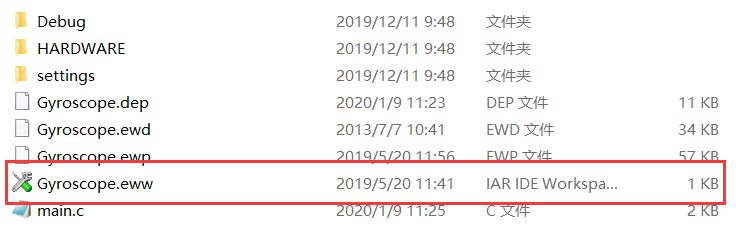 Debug 2019/12/11 9:48 文件夹
HARDWARE 2019/12/11 9:48 文件夹
settings 2019/12/11 9:48 文件夹
Gyroscope.dep 2020/1/9 11:23 DEP 文件 11 KB
Gyroscope.ewd 2013/7/7 10:41 EWD 文件 34 KB
Gyroscope.ewp 2019/5/20 11:56 EWP 文件 57 KB
Gyroscope.eww 2019/5/20 11:41 IAR IDE Workspa... 1 KB
main.c 2020/1/9 11:25 C 文件 2 KB